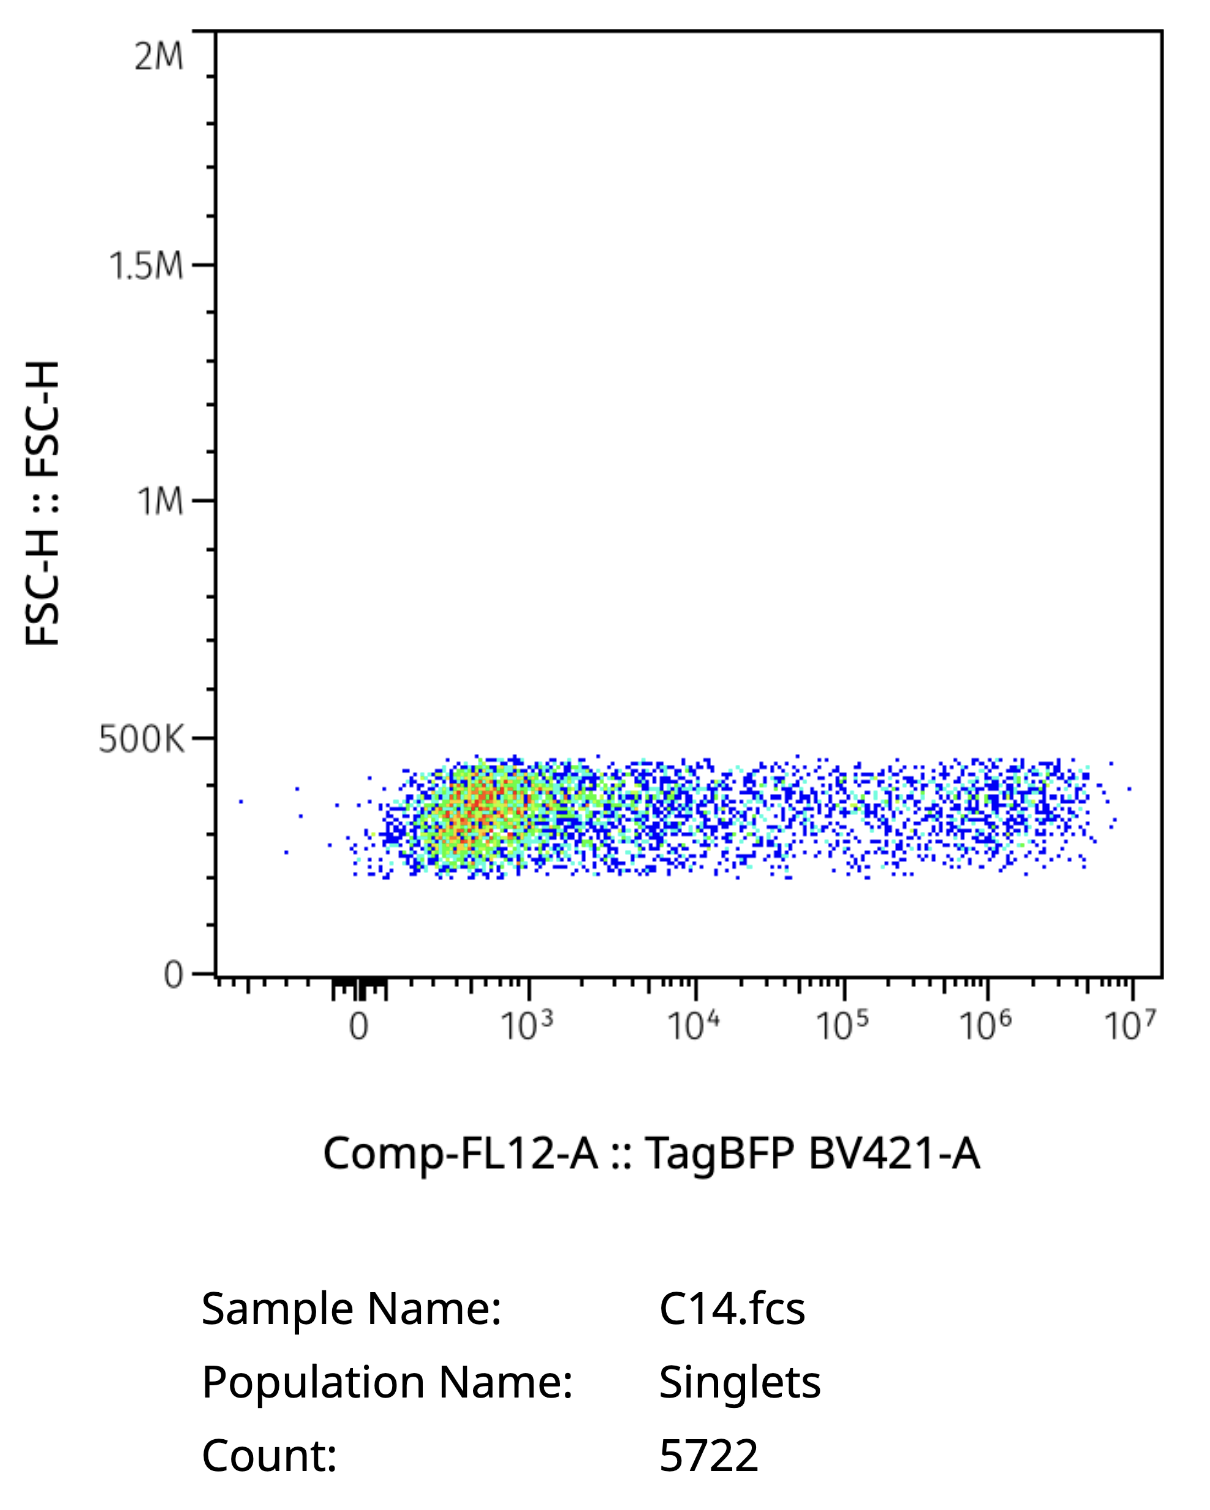 2M
1.5M
1M
500K
0
FSC-H :: FSC-H
0 10³ 10⁴ 10⁵ 10⁶ 10⁷
Comp-FL12-A :: TagBFP BV421-A
Sample Name: C14.fcs
Population Name: Singlets
Count: 5722